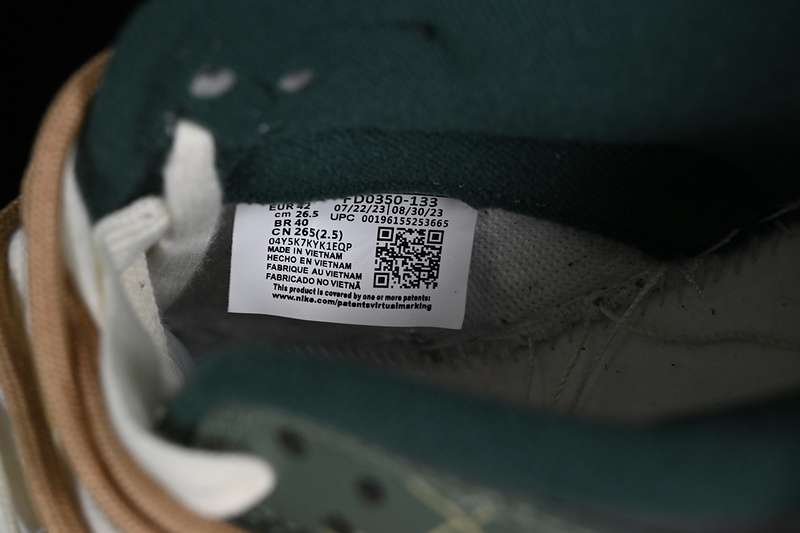 EUR 42 FD0350-133
cm 26.5 07/22/23|08/30/23
BR 40 UPC 00196155253665
CN 265(2.5)
04Y5K7KYK1EQP
MADE IN VIETNAM
HECHO EN VIETNAM
FABRIQUE AU VIETNAM
FABRICADO NO VIETNÃ
This product is covered by one or more patents:
www.nike.com/patentsvirtualmarking